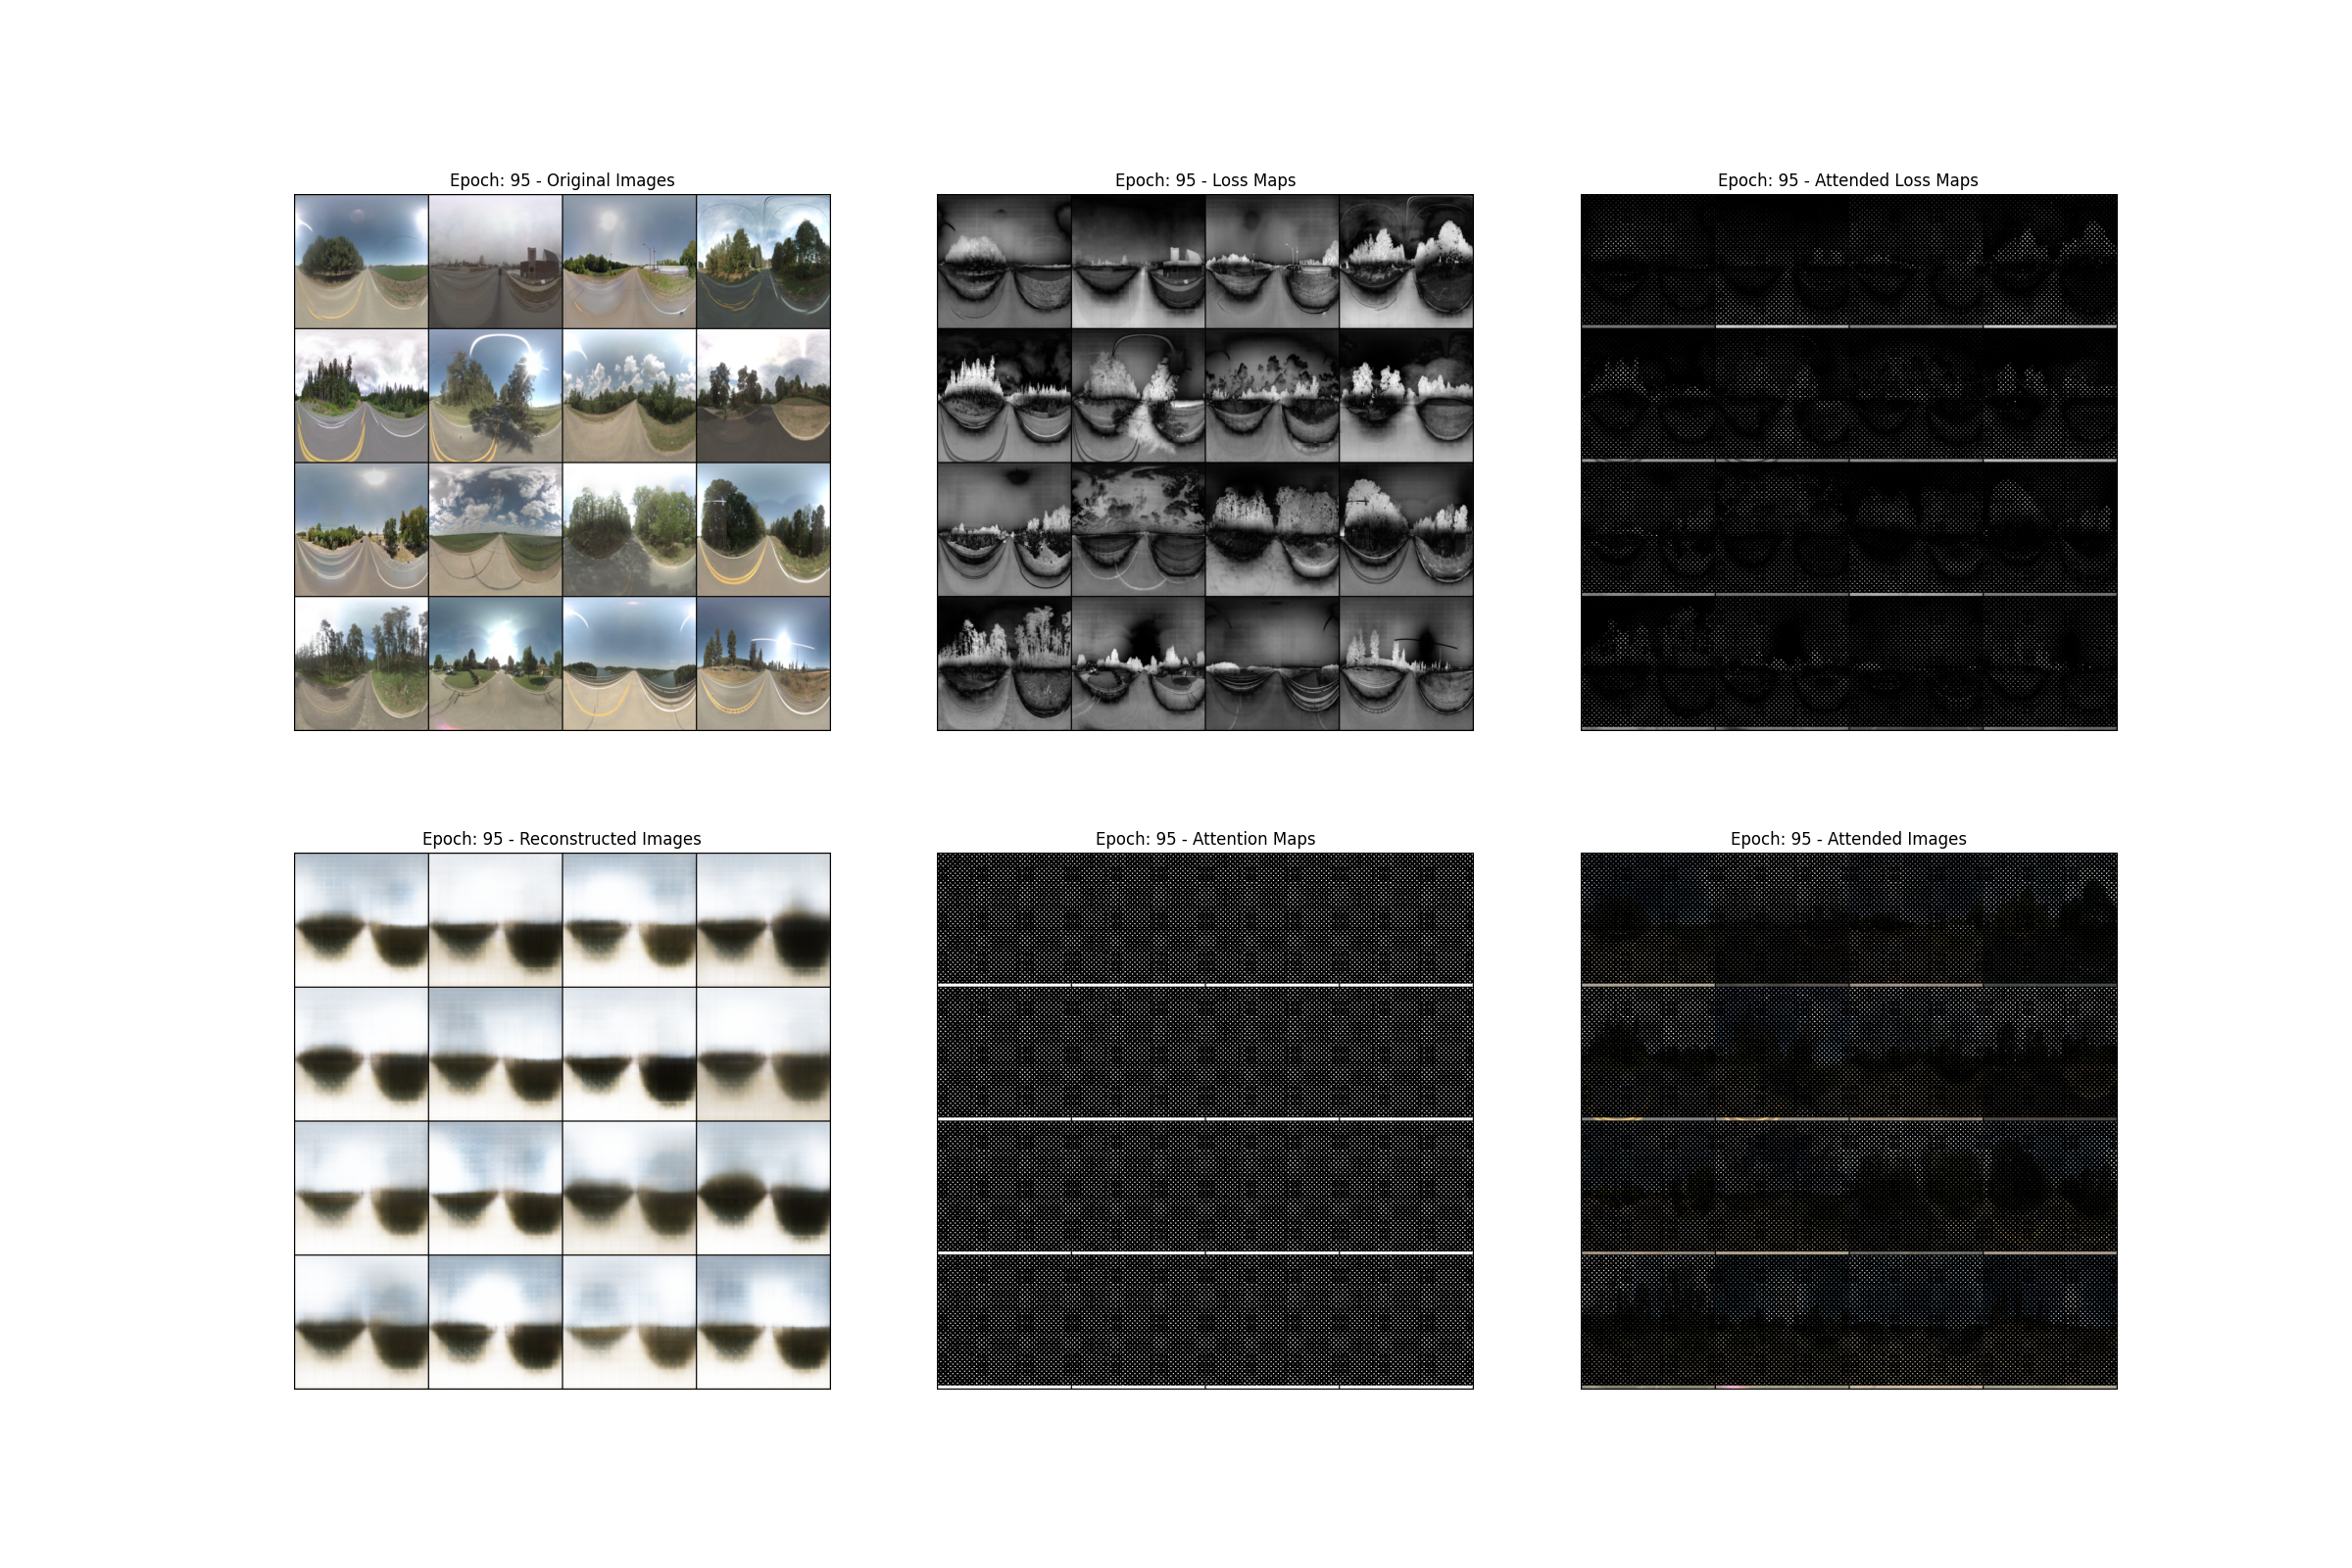 Epoch: 95 - Original Images
Epoch: 95 - Loss Maps
Epoch: 95 - Attended Loss Maps
Epoch: 95 - Reconstructed Images
Epoch: 95 - Attention Maps
Epoch: 95 - Attended Images